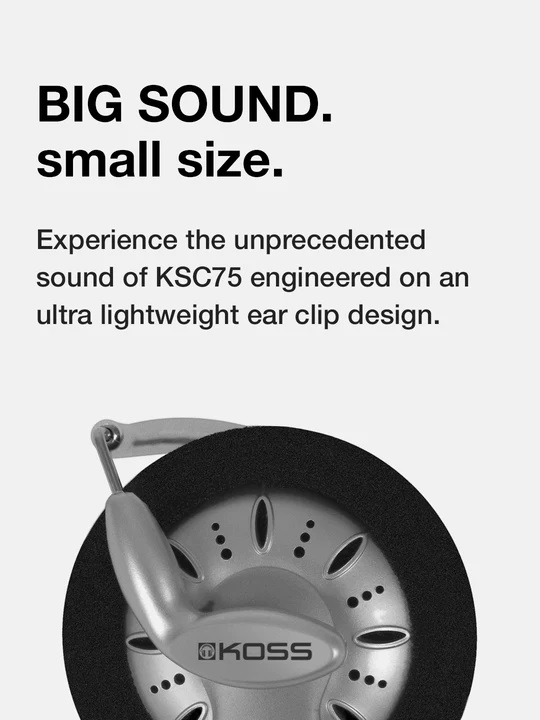 BIG SOUND.
small size.
Experience the unprecedented
sound of KSC75 engineered on an
ultra lightweight ear clip design.
KOSS